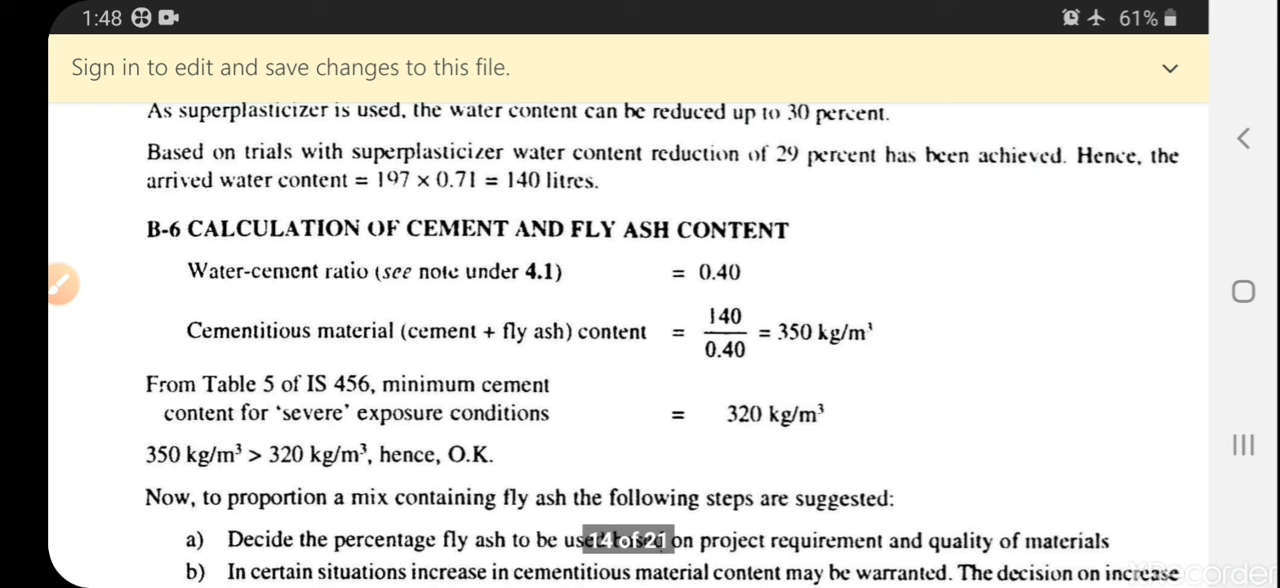 1:48 61%
Sign in to edit and save changes to this file.
As superplasticizer is used, the water content can be reduced up to 30 percent.
Based on trials with superplasticizer water content reduction of 29 percent has been achieved. Hence, the
arrived water content = 197 × 0.71 = 140 litres.
B-6 CALCULATION OF CEMENT AND FLY ASH CONTENT
Water-cement ratio (see note under 4.1) = 0.40
Cementitious material (cement + fly ash) content = 140/0.40 = 350 kg/m³
From Table 5 of IS 456, minimum cement
content for 'severe' exposure conditions = 320 kg/m³
350 kg/m³ > 320 kg/m³, hence, O.K.
Now, to proportion a mix containing fly ash the following steps are suggested:
a) Decide the percentage fly ash to be on project requirement and quality of materials
14 of 21
b) In certain situations increase in cementitious material content may be warranted. The decision on increase
Recorder